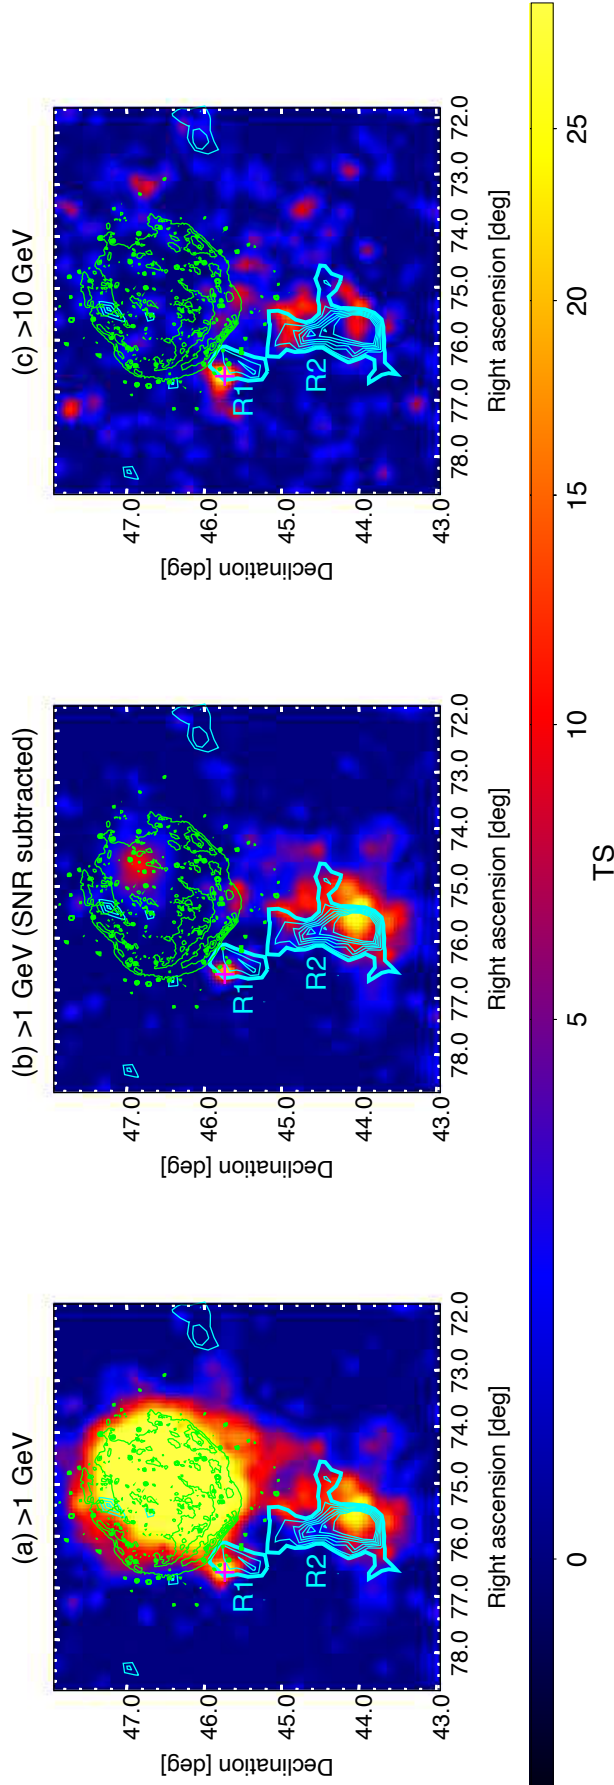 (a) >1 GeV
47.0
46.0
45.0
44.0
43.0
Declination [deg]
R1
R2
78.0 77.0 76.0 75.0 74.0 73.0 72.0
Right ascension [deg]
(b) >1 GeV (SNR subtracted)
47.0
46.0
45.0
44.0
43.0
Declination [deg]
R1
R2
78.0 77.0 76.0 75.0 74.0 73.0 72.0
Right ascension [deg]
(c) >10 GeV
47.0
46.0
45.0
44.0
43.0
Declination [deg]
R1
R2
78.0 77.0 76.0 75.0 74.0 73.0 72.0
Right ascension [deg]
0 5 10 15 20 25
TS